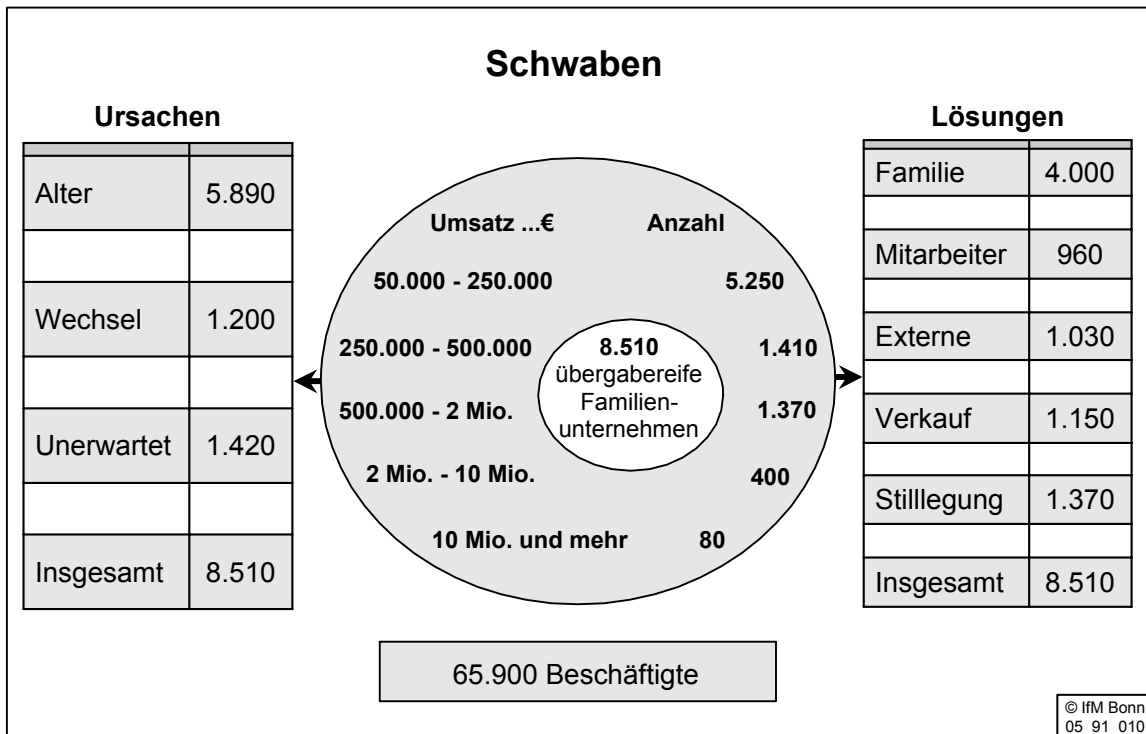 Schwaben
Ursachen
Alter 5.890
Wechsel 1.200
Unerwartet 1.420
Insgesamt 8.510
Umsatz ...€ Anzahl
50.000 - 250.000 5.250
250.000 - 500.000 1.410
500.000 - 2 Mio. 1.370
2 Mio. - 10 Mio. 400
10 Mio. und mehr 80
8.510
übergabereife
Familien-
unternehmen
Lösungen
Familie 4.000
Mitarbeiter 960
Externe 1.030
Verkauf 1.150
Stilllegung 1.370
Insgesamt 8.510
65.900 Beschäftigte
© IfM Bonn
05 91 010